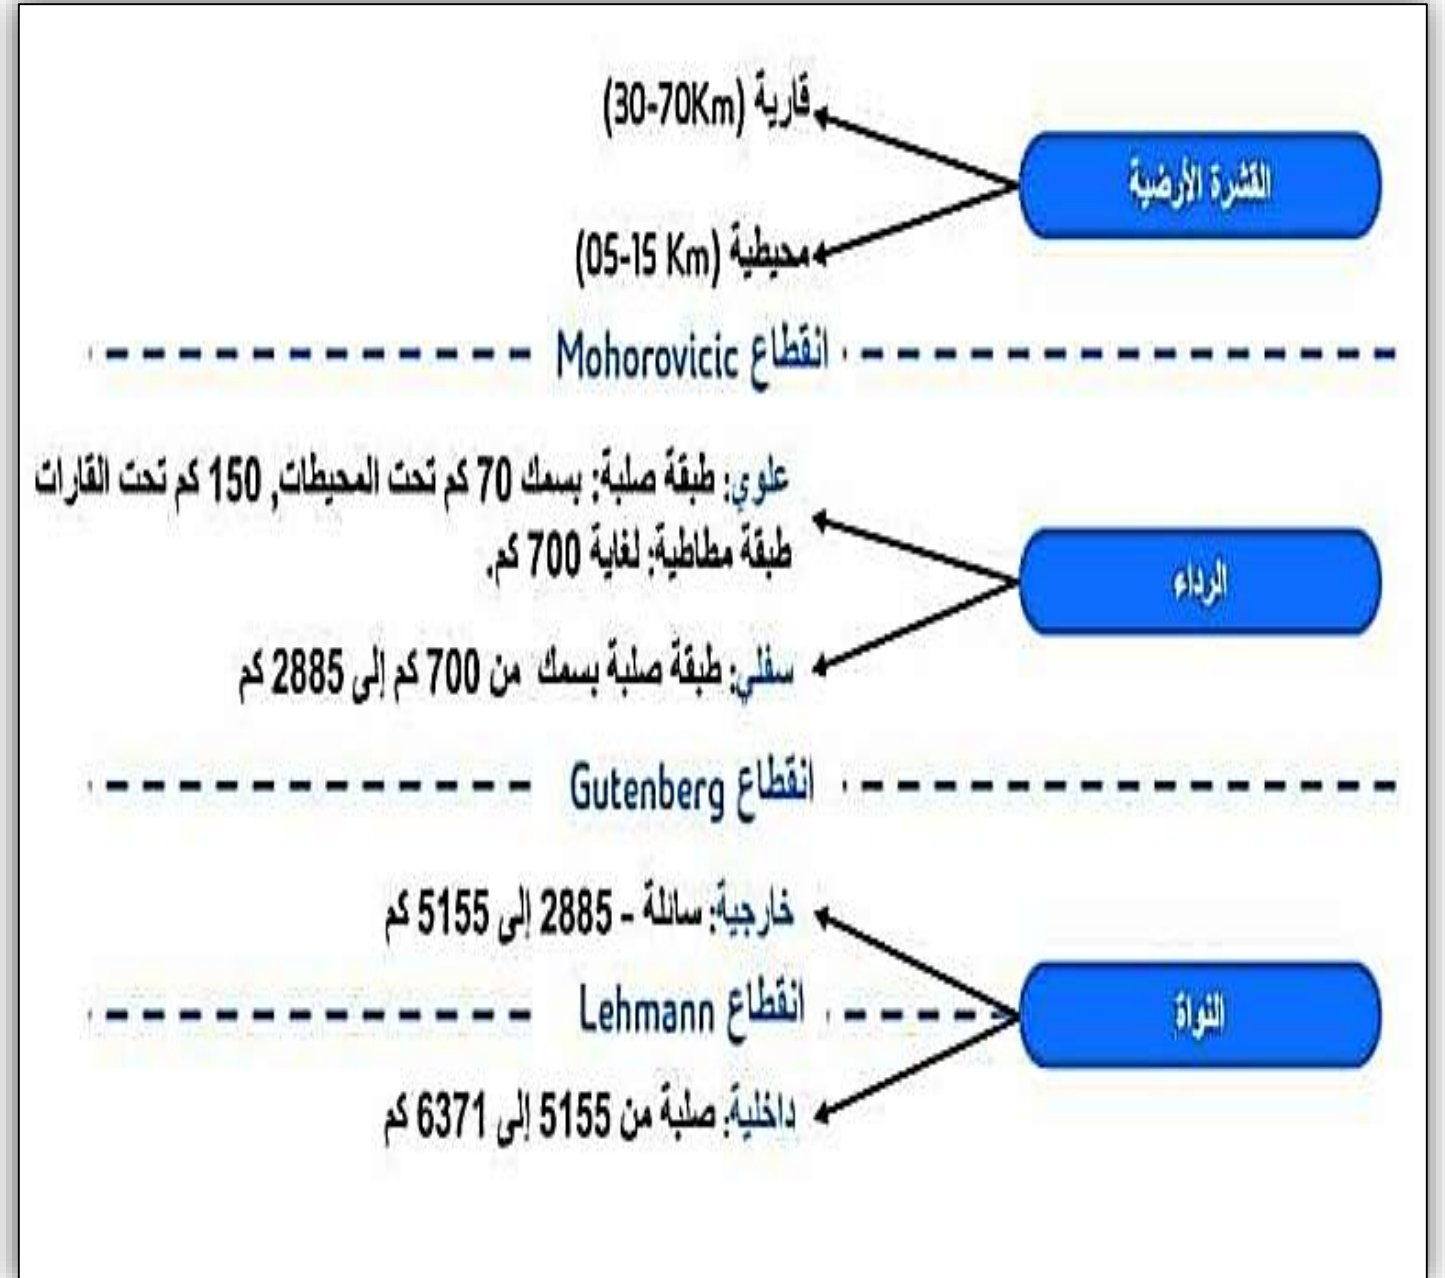 القشرة الأرضية
قارية (30-70Km)
محيطية (05-15 Km)
انقطاع Mohorovicic
الرداء
علوي: طبقة صلبة: بسمك 70 كم تحت المحيطات, 150 كم تحت القارات
طبقة مطاطية: لغاية 700 كم.
سفلي: طبقة صلبة بسمك من 700 كم إلى 2885 كم
انقطاع Gutenberg
النواة
خارجية: سائلة - 2885 إلى 5155 كم
انقطاع Lehmann
داخلية: صلبة من 5155 إلى 6371 كم